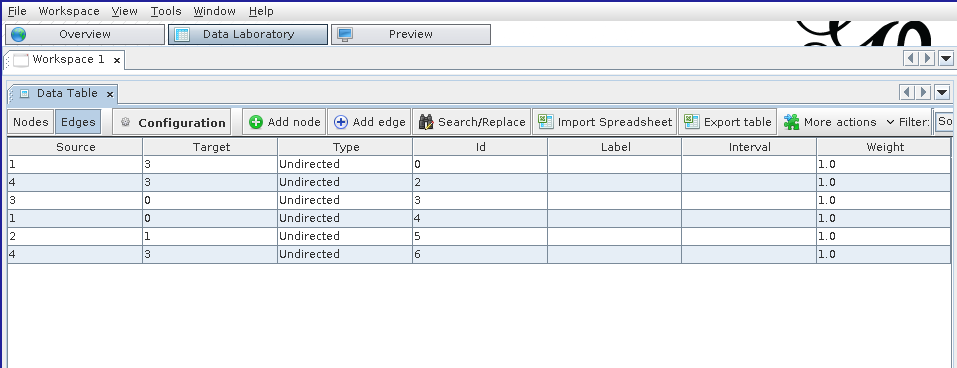 File Workspace View Tools Window Help
Overview Data Laboratory Preview
Workspace 1
Data Table
Nodes Edges Configuration Add node Add edge Search/Replace Import Spreadsheet Export table More actions Filter: So
Source Target Type Id Label Interval Weight
1 3 Undirected 0 1.0
4 3 Undirected 2 1.0
3 0 Undirected 3 1.0
1 0 Undirected 4 1.0
2 1 Undirected 5 1.0
4 3 Undirected 6 1.0